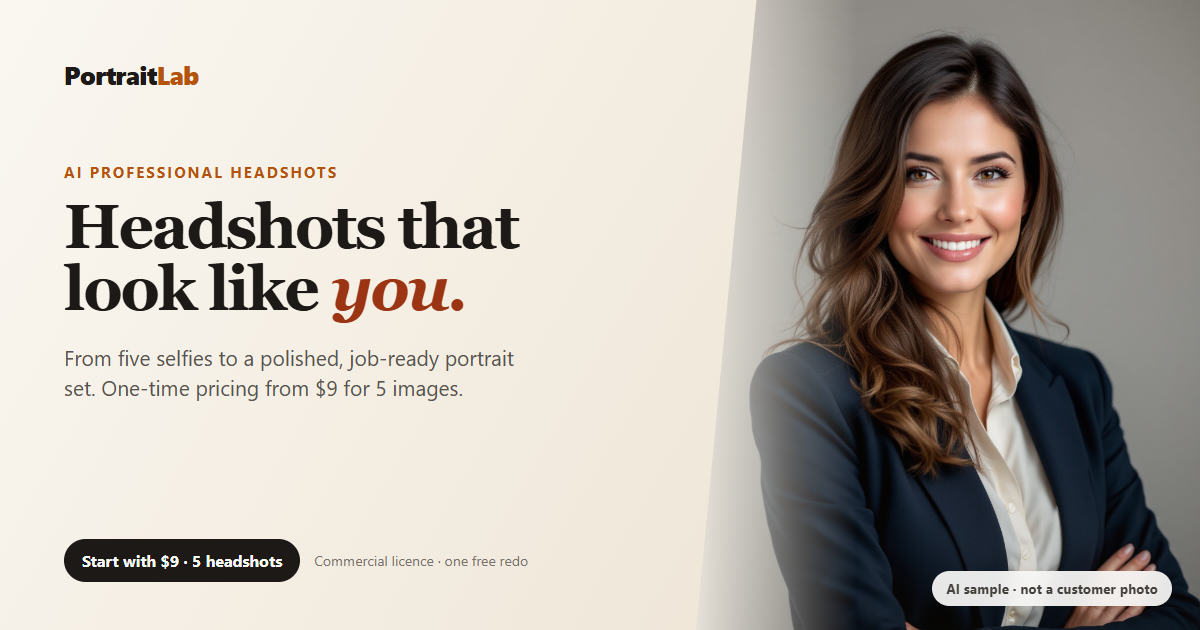 PortraitLab
AI PROFESSIONAL HEADSHOTS
Headshots that
look like you.
From five selfies to a polished, job-ready portrait
set. One-time pricing from $9 for 5 images.
Start with $9 · 5 headshots
Commercial licence · one free redo
AI sample · not a customer photo